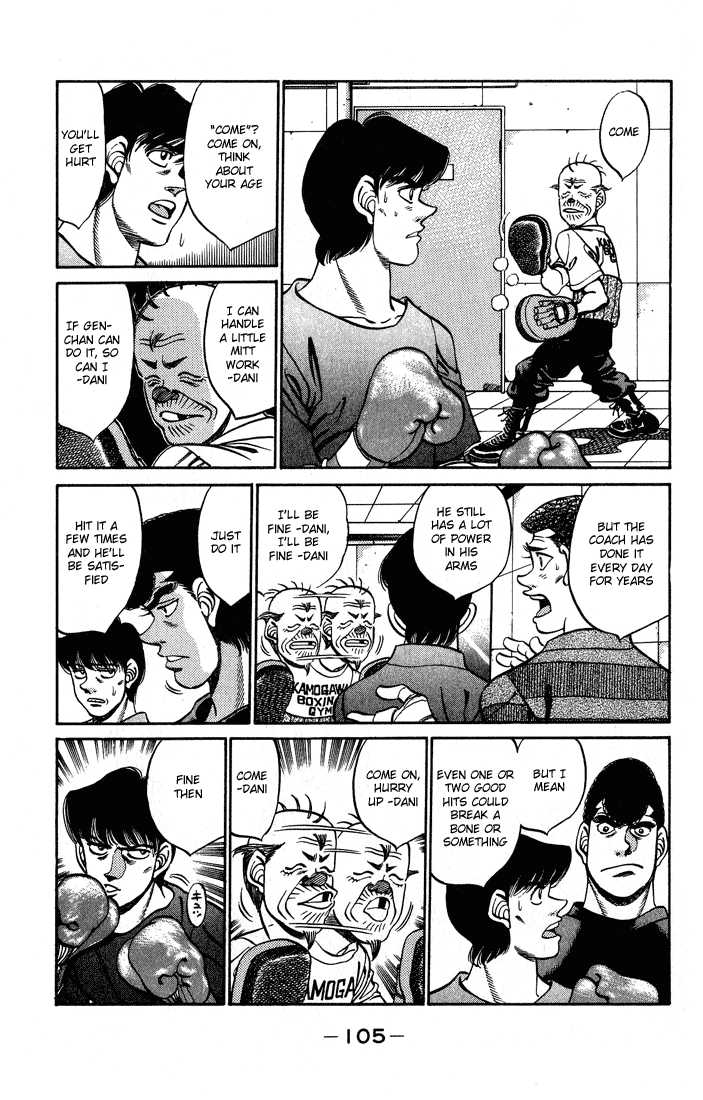 COME
"COME"?
COME ON,
THINK
ABOUT
YOUR AGE
YOU'LL
GET
HURT
I CAN
HANDLE
A LITTLE
MITT
WORK
-DANI
IF GEN-
CHAN CAN
DO IT, SO
CAN I
-DANI
BUT THE
COACH HAS
DONE IT
EVERY DAY
FOR YEARS
HE STILL
HAS A LOT
OF POWER
IN HIS
ARMS
I'LL BE
FINE -DANI,
I'LL BE
FINE -DANI
KAMOGAWA
BOXING
GYM
JUST
DO IT
HIT IT A
FEW TIMES
AND HE'LL
BE SATIS-
FIED
BUT I
MEAN
EVEN ONE OR
TWO GOOD
HITS COULD
BREAK A
BONE OR
SOMETHING
COME ON,
HURRY
UP -DANI
COME
-DANI
AMOGA
FINE
THEN
-105-